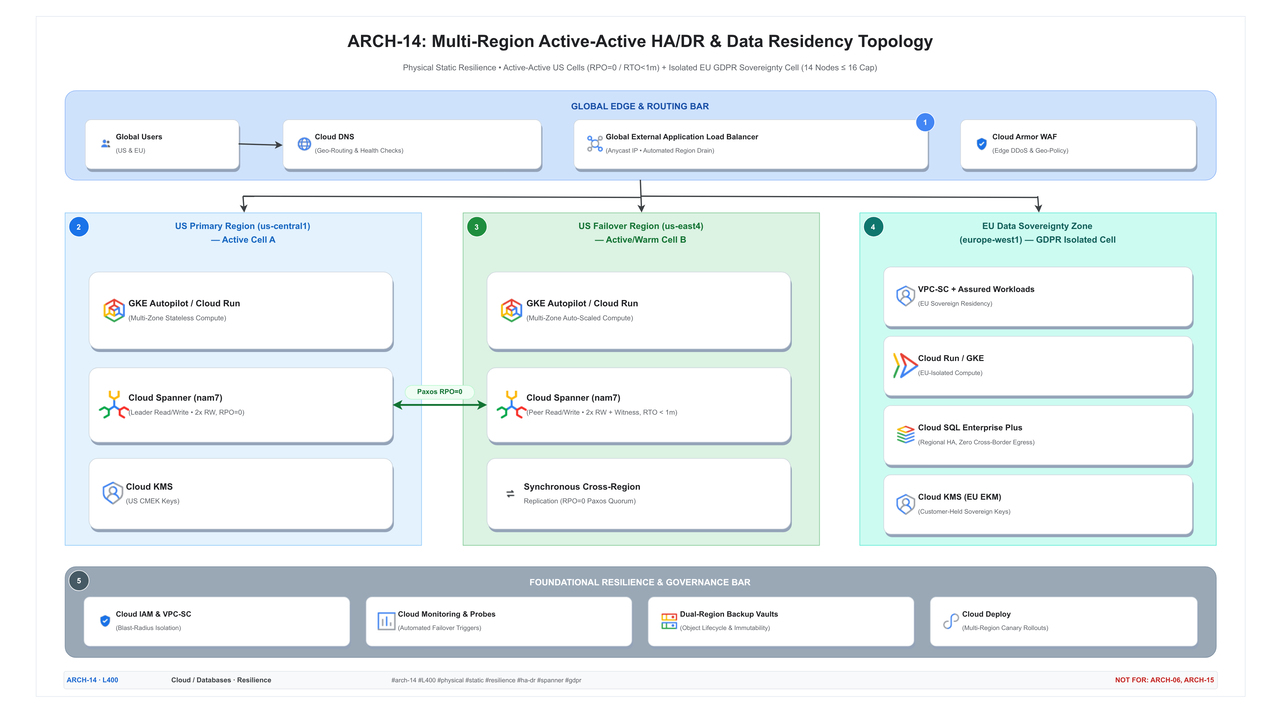 ARCH-14: Multi-Region Active-Active HA/DR & Data Residency Topology
Physical Static Resilience • Active-Active US Cells (RPO=0 / RTO<1m) + Isolated EU GDPR Sovereignty Cell (14 Nodes ≤ 16 Cap)
GLOBAL EDGE & ROUTING BAR
1
Global Users
(US & EU)
Cloud DNS
(Geo-Routing & Health Checks)
Global External Application Load Balancer
(Anycast IP • Automated Region Drain)
Cloud Armor WAF
(Edge DDoS & Geo-Policy)
2
US Primary Region (us-central1)
— Active Cell A
GKE Autopilot / Cloud Run
(Multi-Zone Stateless Compute)
Cloud Spanner (nam7)
(Leader Read/Write • 2x RW, RPO=0)
Cloud KMS
(US CMEK Keys)
Paxos RPO=0
3
US Failover Region (us-east4)
— Active/Warm Cell B
GKE Autopilot / Cloud Run
(Multi-Zone Auto-Scaled Compute)
Cloud Spanner (nam7)
(Peer Read/Write • 2x RW + Witness, RTO < 1m)
Synchronous Cross-Region
Replication (RPO=0 Paxos Quorum)
4
EU Data Sovereignty Zone
(europe-west1) — GDPR Isolated Cell
VPC-SC + Assured Workloads
(EU Sovereign Residency)
Cloud Run / GKE
(EU-Isolated Compute)
Cloud SQL Enterprise Plus
(Regional HA, Zero Cross-Border Egress)
Cloud KMS (EU EKM)
(Customer-Held Sovereign Keys)
5
FOUNDATIONAL RESILIENCE & GOVERNANCE BAR
Cloud IAM & VPC-SC
(Blast-Radius Isolation)
Cloud Monitoring & Probes
(Automated Failover Triggers)
Dual-Region Backup Vaults
(Object Lifecycle & Immutability)
Cloud Deploy
(Multi-Region Canary Rollouts)
ARCH-14 · L400
Cloud / Databases · Resilience
#arch-14 #L400 #physical #static #resilience #ha-dr #spanner #gdpr
NOT FOR: ARCH-06, ARCH-15